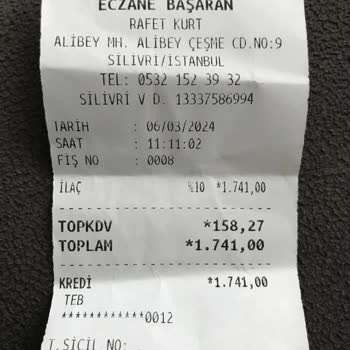 ECZANE BAŞARAN
RAFET KURT
ALİBEY MH. ALİBEY ÇEŞME CD.NO:9
SİLİVRİ/İSTANBUL
TEL: 0532 152 39 32
SİLİVRİ V D. 13337586994
TARİH : 06/03/2024
SAAT : 11:11:02
FİŞ NO : 0008
İLAÇ %10 *1.741,00
TOPKDV *158,27
TOPLAM *1.741,00
KREDİ *1.741,00
TEB
************0012
T.SİCİL NO: